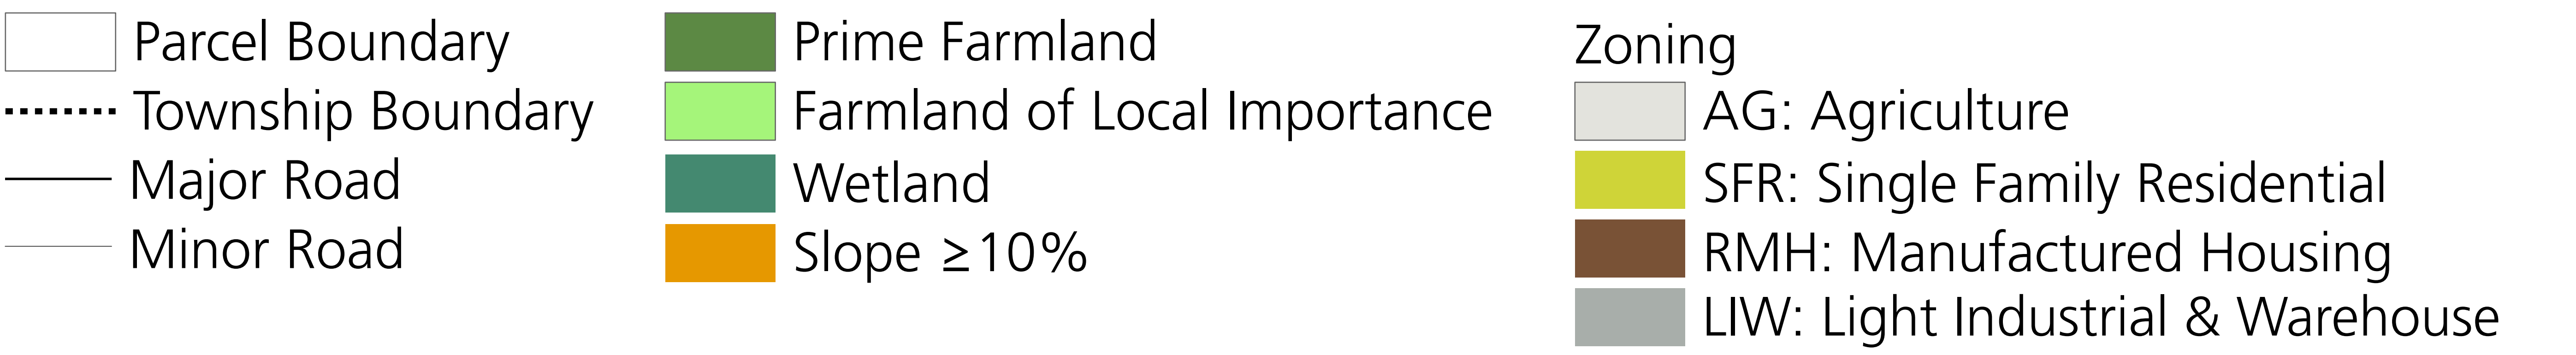 Parcel Boundary
Township Boundary
Major Road
Minor Road
Prime Farmland
Farmland of Local Importance
Wetland
Slope ≥10%
Zoning
AG: Agriculture
SFR: Single Family Residential
RMH: Manufactured Housing
LIW: Light Industrial & Warehouse